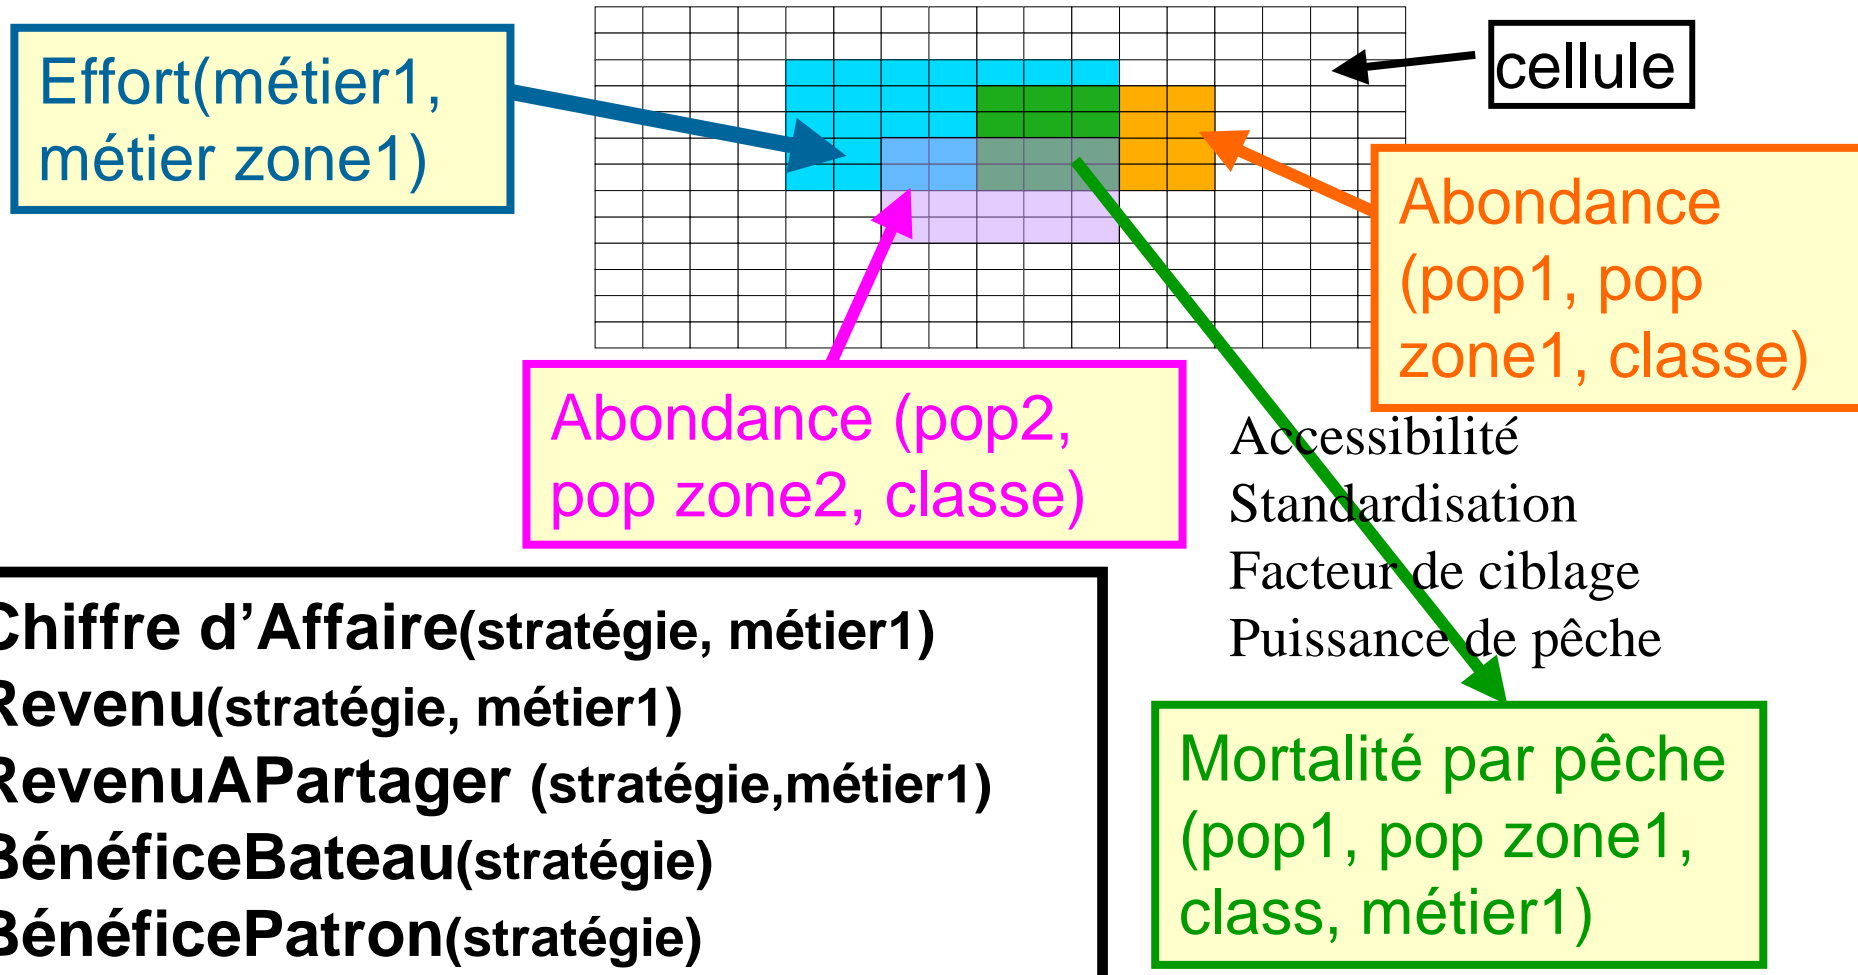 Effort(métier1,
métier zone1)
cellule
Abondance
(pop1, pop
zone1, classe)
Abondance (pop2,
pop zone2, classe)
Accessibilité
Standardisation
Facteur de ciblage
Puissance de pêche
Chiffre d’Affaire(stratégie, métier1)
Revenu(stratégie, métier1)
RevenuAPartager (stratégie,métier1)
BénéficeBateau(stratégie)
BénéficePatron(stratégie)
Mortalité par pêche
(pop1, pop zone1,
class, métier1)